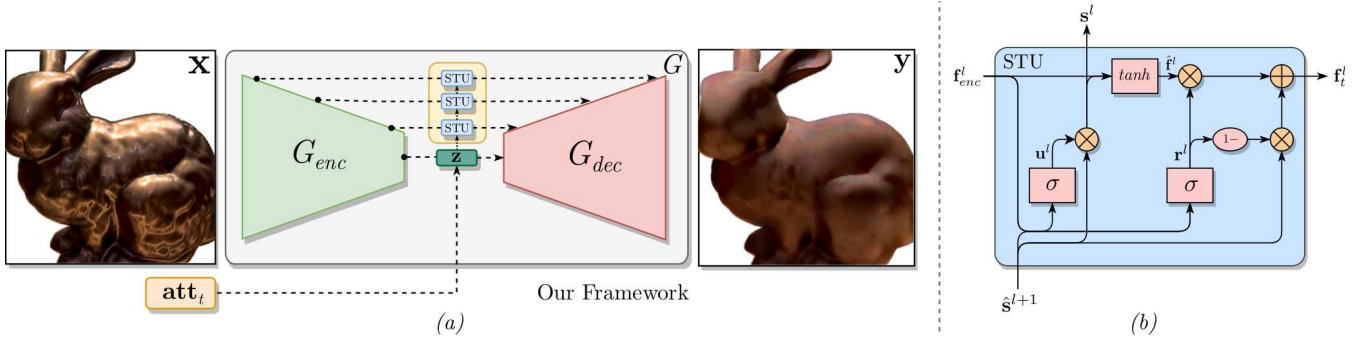 x
G
STU
STU
STU
G_enc
z
G_dec
y
att_t
Our Framework
(a)
s^l
STU
f^l_enc
tanh
f̂^l
f^l_t
u^l
r^l
1-
σ
σ
ŝ^{l+1}
(b)